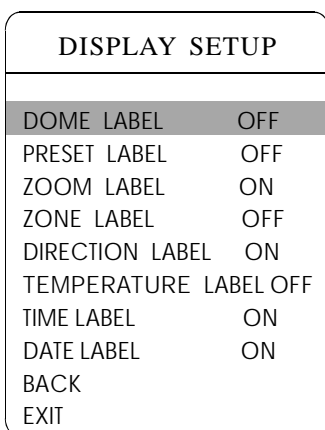 DISPLAY SETUP
DOME LABEL OFF
PRESET LABEL OFF
ZOOM LABEL ON
ZONE LABEL OFF
DIRECTION LABEL ON
TEMPERATURE LABEL OFF
TIME LABEL ON
DATE LABEL ON
BACK
EXIT